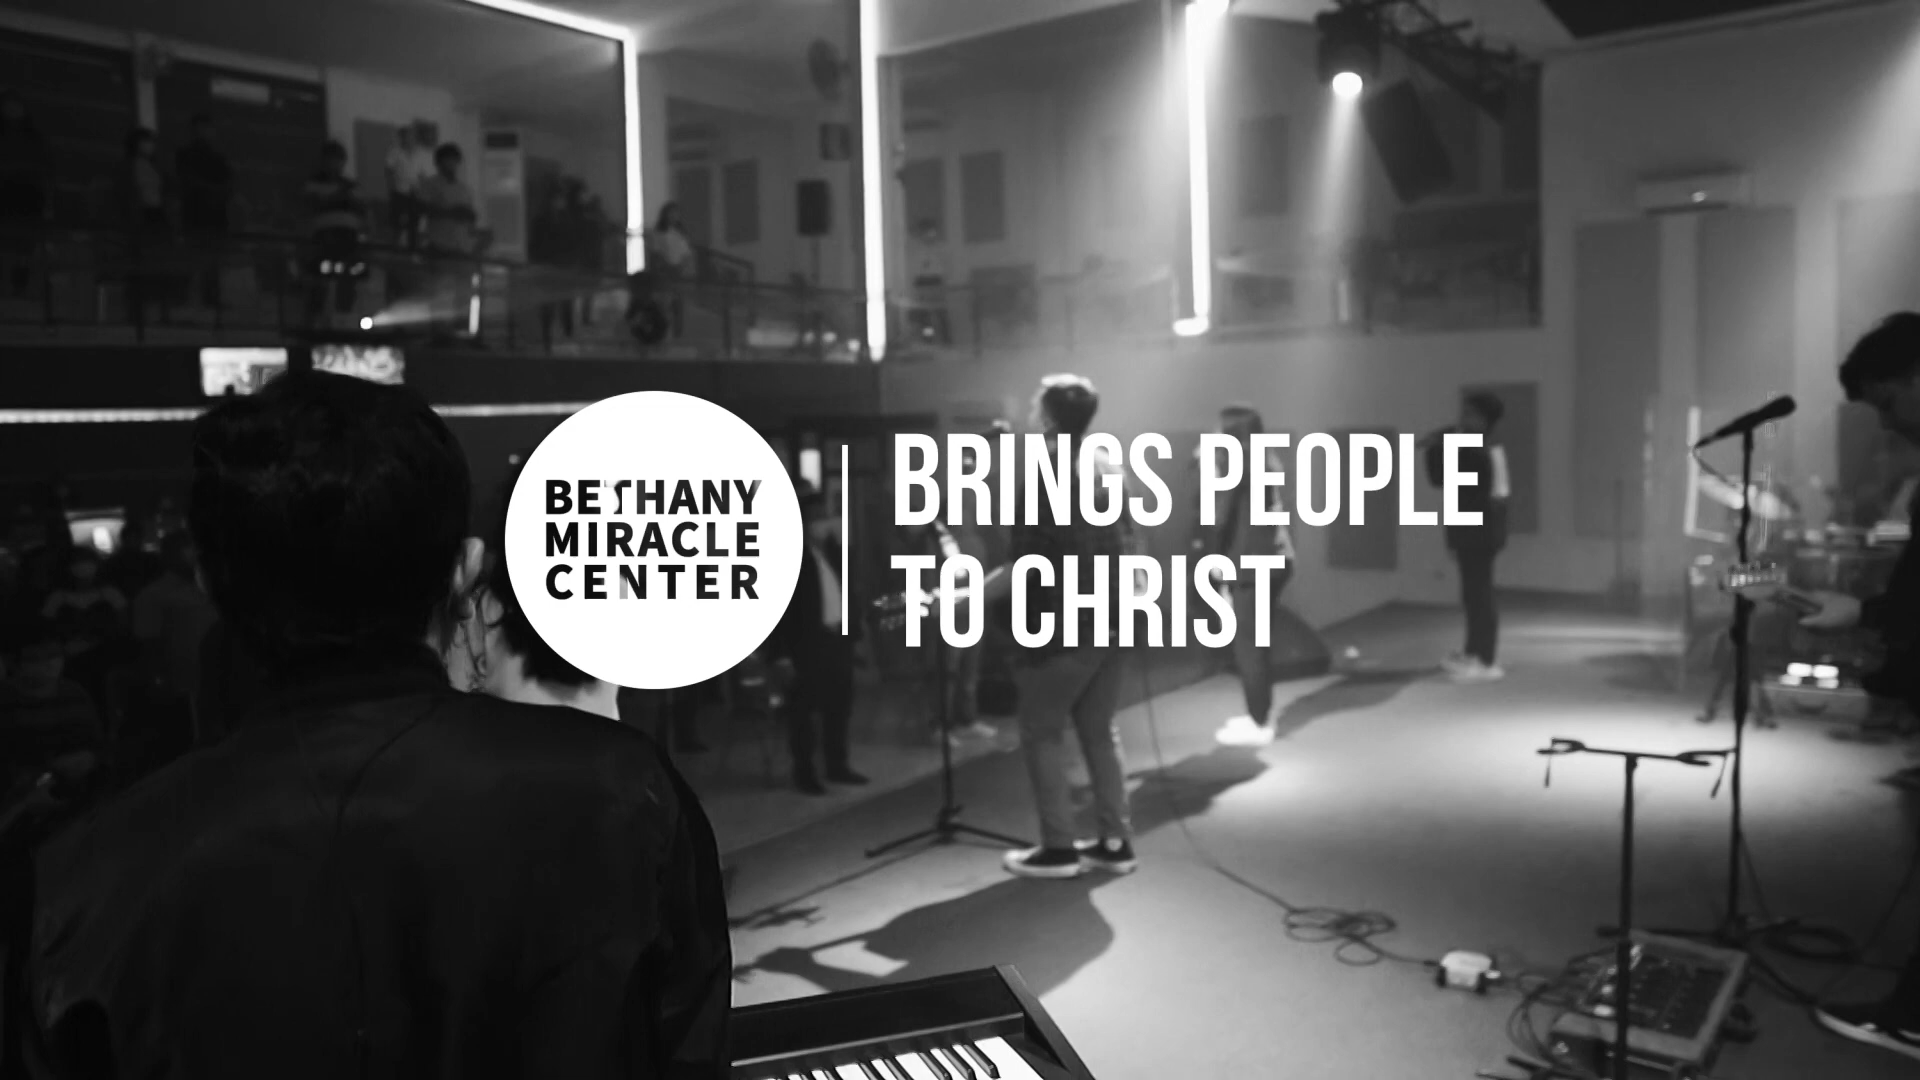 BETHANY
MIRACLE
CENTER
BRINGS PEOPLE
TO CHRIST